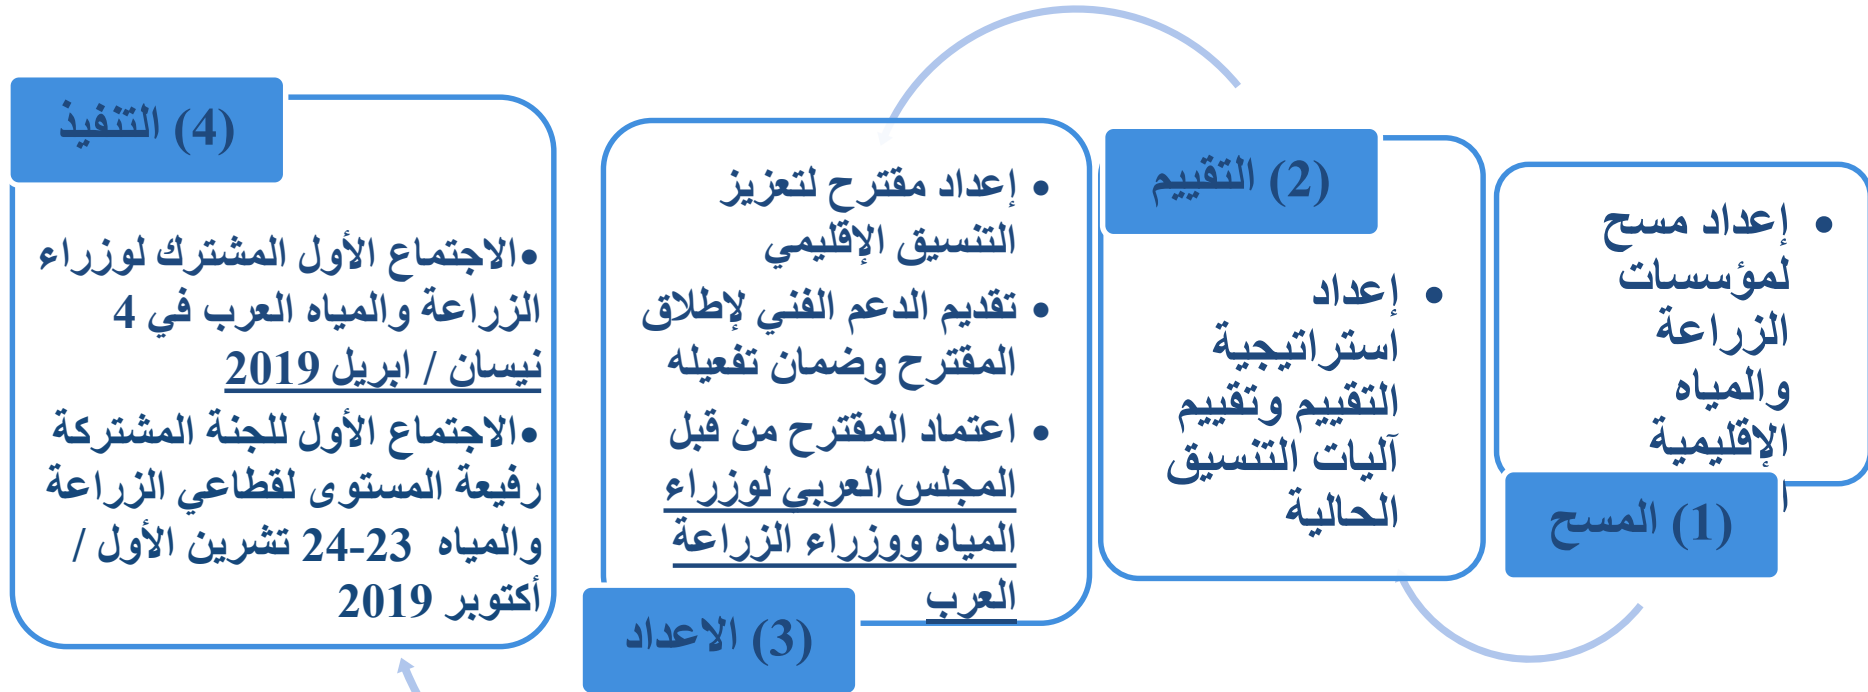 • إعداد مسح
لمؤسسات
الزراعة
والمياه
الإقليمية
(1) المسح
(2) التقييم
• إعداد
استراتيجية
التقييم وتقييم
آليات التنسيق
الحالية
• إعداد مقترح لتعزيز
التنسيق الإقليمي
• تقديم الدعم الفني لإطلاق
المقترح وضمان تفعيله
• اعتماد المقترح من قبل
المجلس العربي لوزراء
المياه ووزراء الزراعة
العرب
(3) الاعداد
(4) التنفيذ
•الاجتماع الأول المشترك لوزراء
الزراعة والمياه العرب في 4
نيسان / ابريل 2019
•الاجتماع الأول للجنة المشتركة
رفيعة المستوى لقطاعي الزراعة
والمياه 23-24 تشرين الأول /
أكتوبر 2019